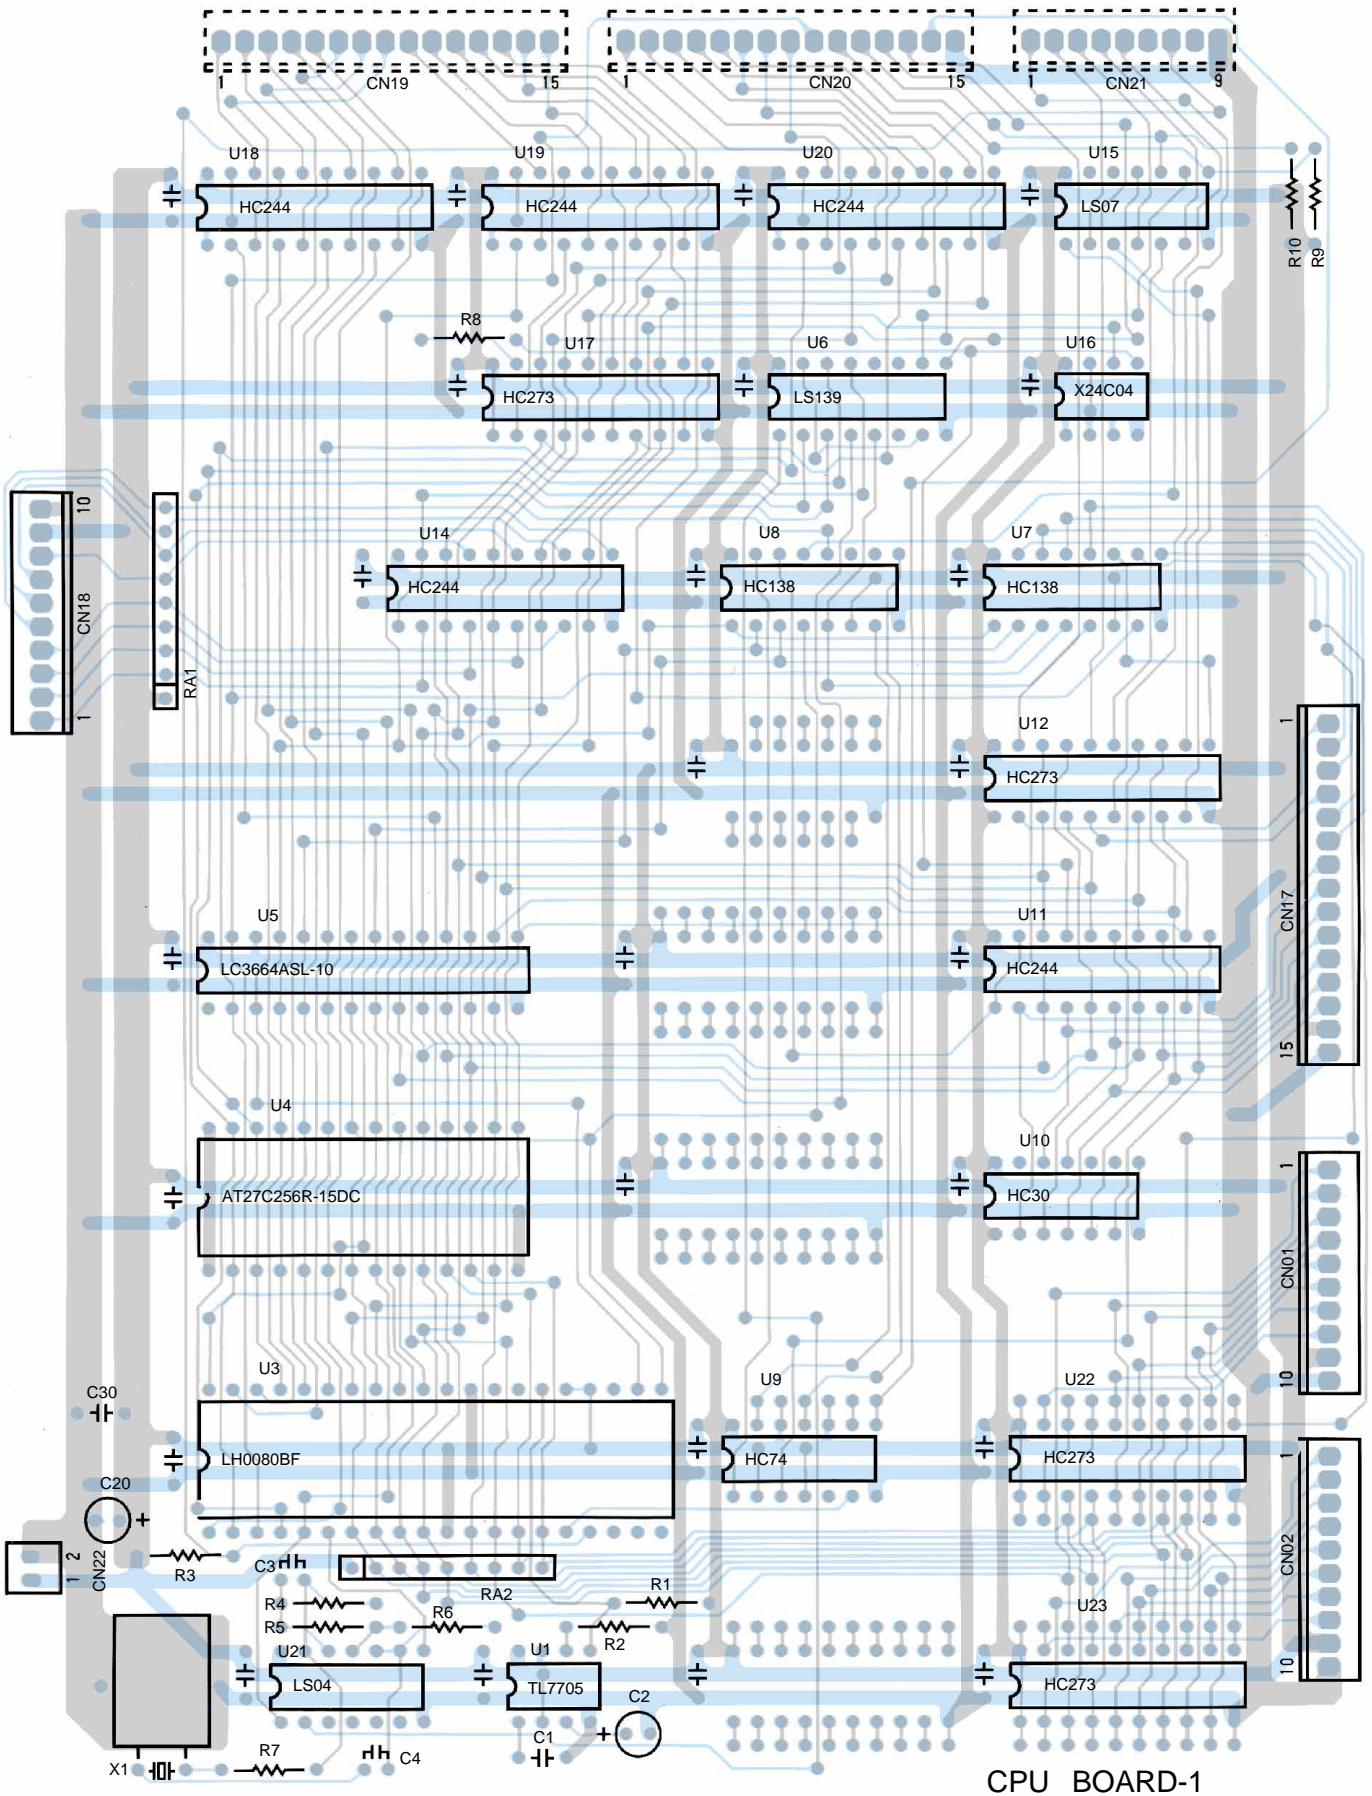 1 CN19 15
1 CN20 15
1 CN21 9
U18 U19 U20 U15
HC244 HC244 HC244 LS07
R10 R9
R8
U17 U6 U16
HC273 LS139 X24C04
10
CN18
1
RA1
U14 U8 U7
HC244 HC138 HC138
U12
HC273
1
CN17
15
U5 U11
LC3664ASL-10 HC244
U4 U10
AT27C256R-15DC HC30
1
CN01
10
U3 U9 U22
C30
LH0080BF HC74 HC273
C20
+
1
CN02
10
2
1
CN22
R3 C3 RA2
R4 R1
R5 R6 R2 U23
U21 U1
LS04 TL7705 HC273
C2
+
X1 R7 C4 C1
CPU BOARD-1